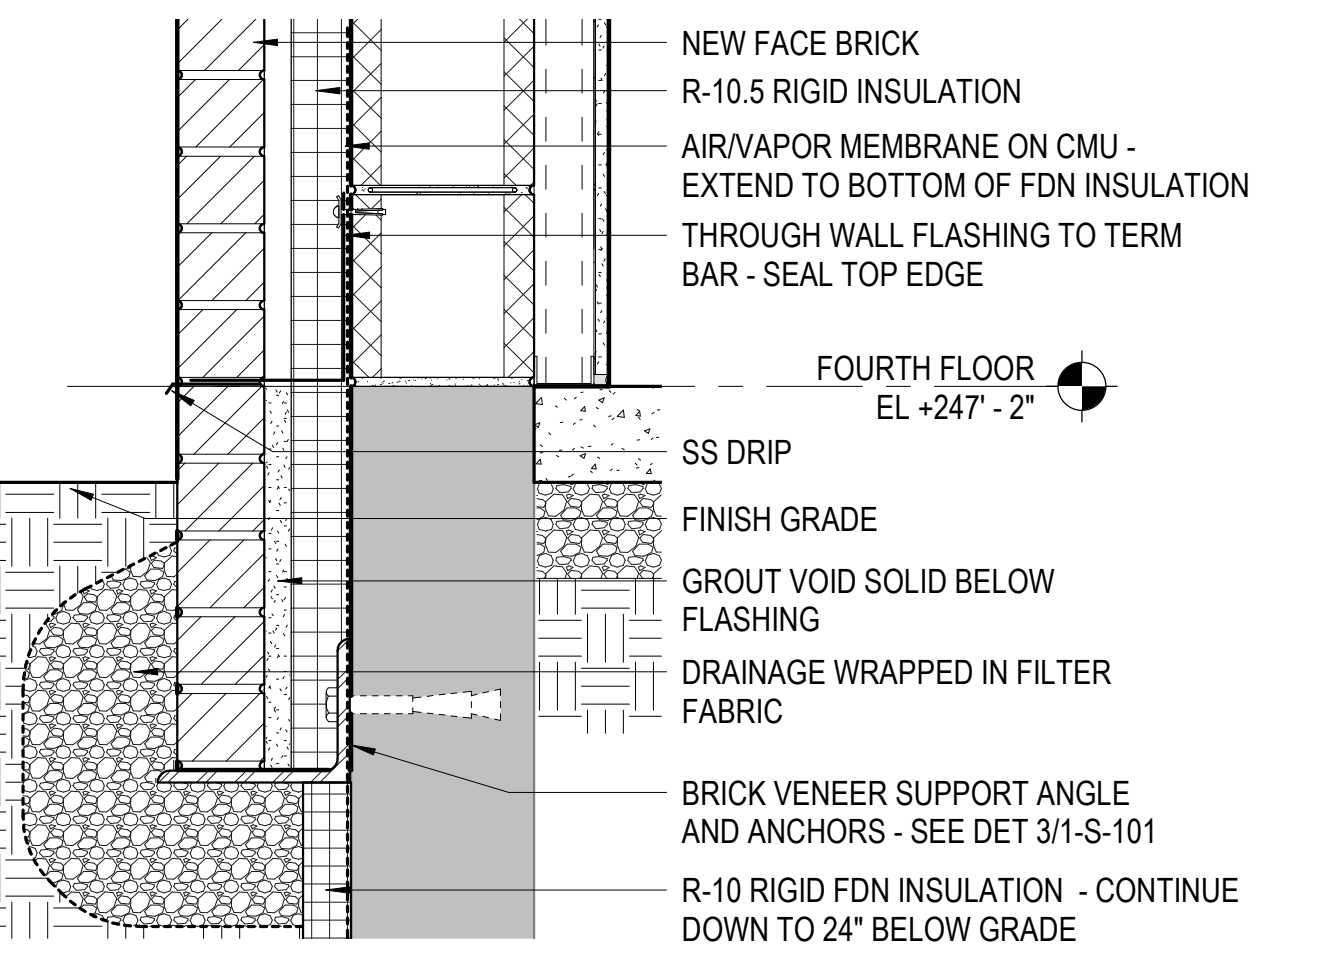 NEW FACE BRICK
R-10.5 RIGID INSULATION
AIR/VAPOR MEMBRANE ON CMU -
EXTEND TO BOTTOM OF FDN INSULATION
THROUGH WALL FLASHING TO TERM
BAR - SEAL TOP EDGE
FOURTH FLOOR
EL +247' - 2"
SS DRIP
FINISH GRADE
GROUT VOID SOLID BELOW
FLASHING
DRAINAGE WRAPPED IN FILTER
FABRIC
BRICK VENEER SUPPORT ANGLE
AND ANCHORS - SEE DET 3/1-S-101
R-10 RIGID FDN INSULATION - CONTINUE
DOWN TO 24" BELOW GRADE